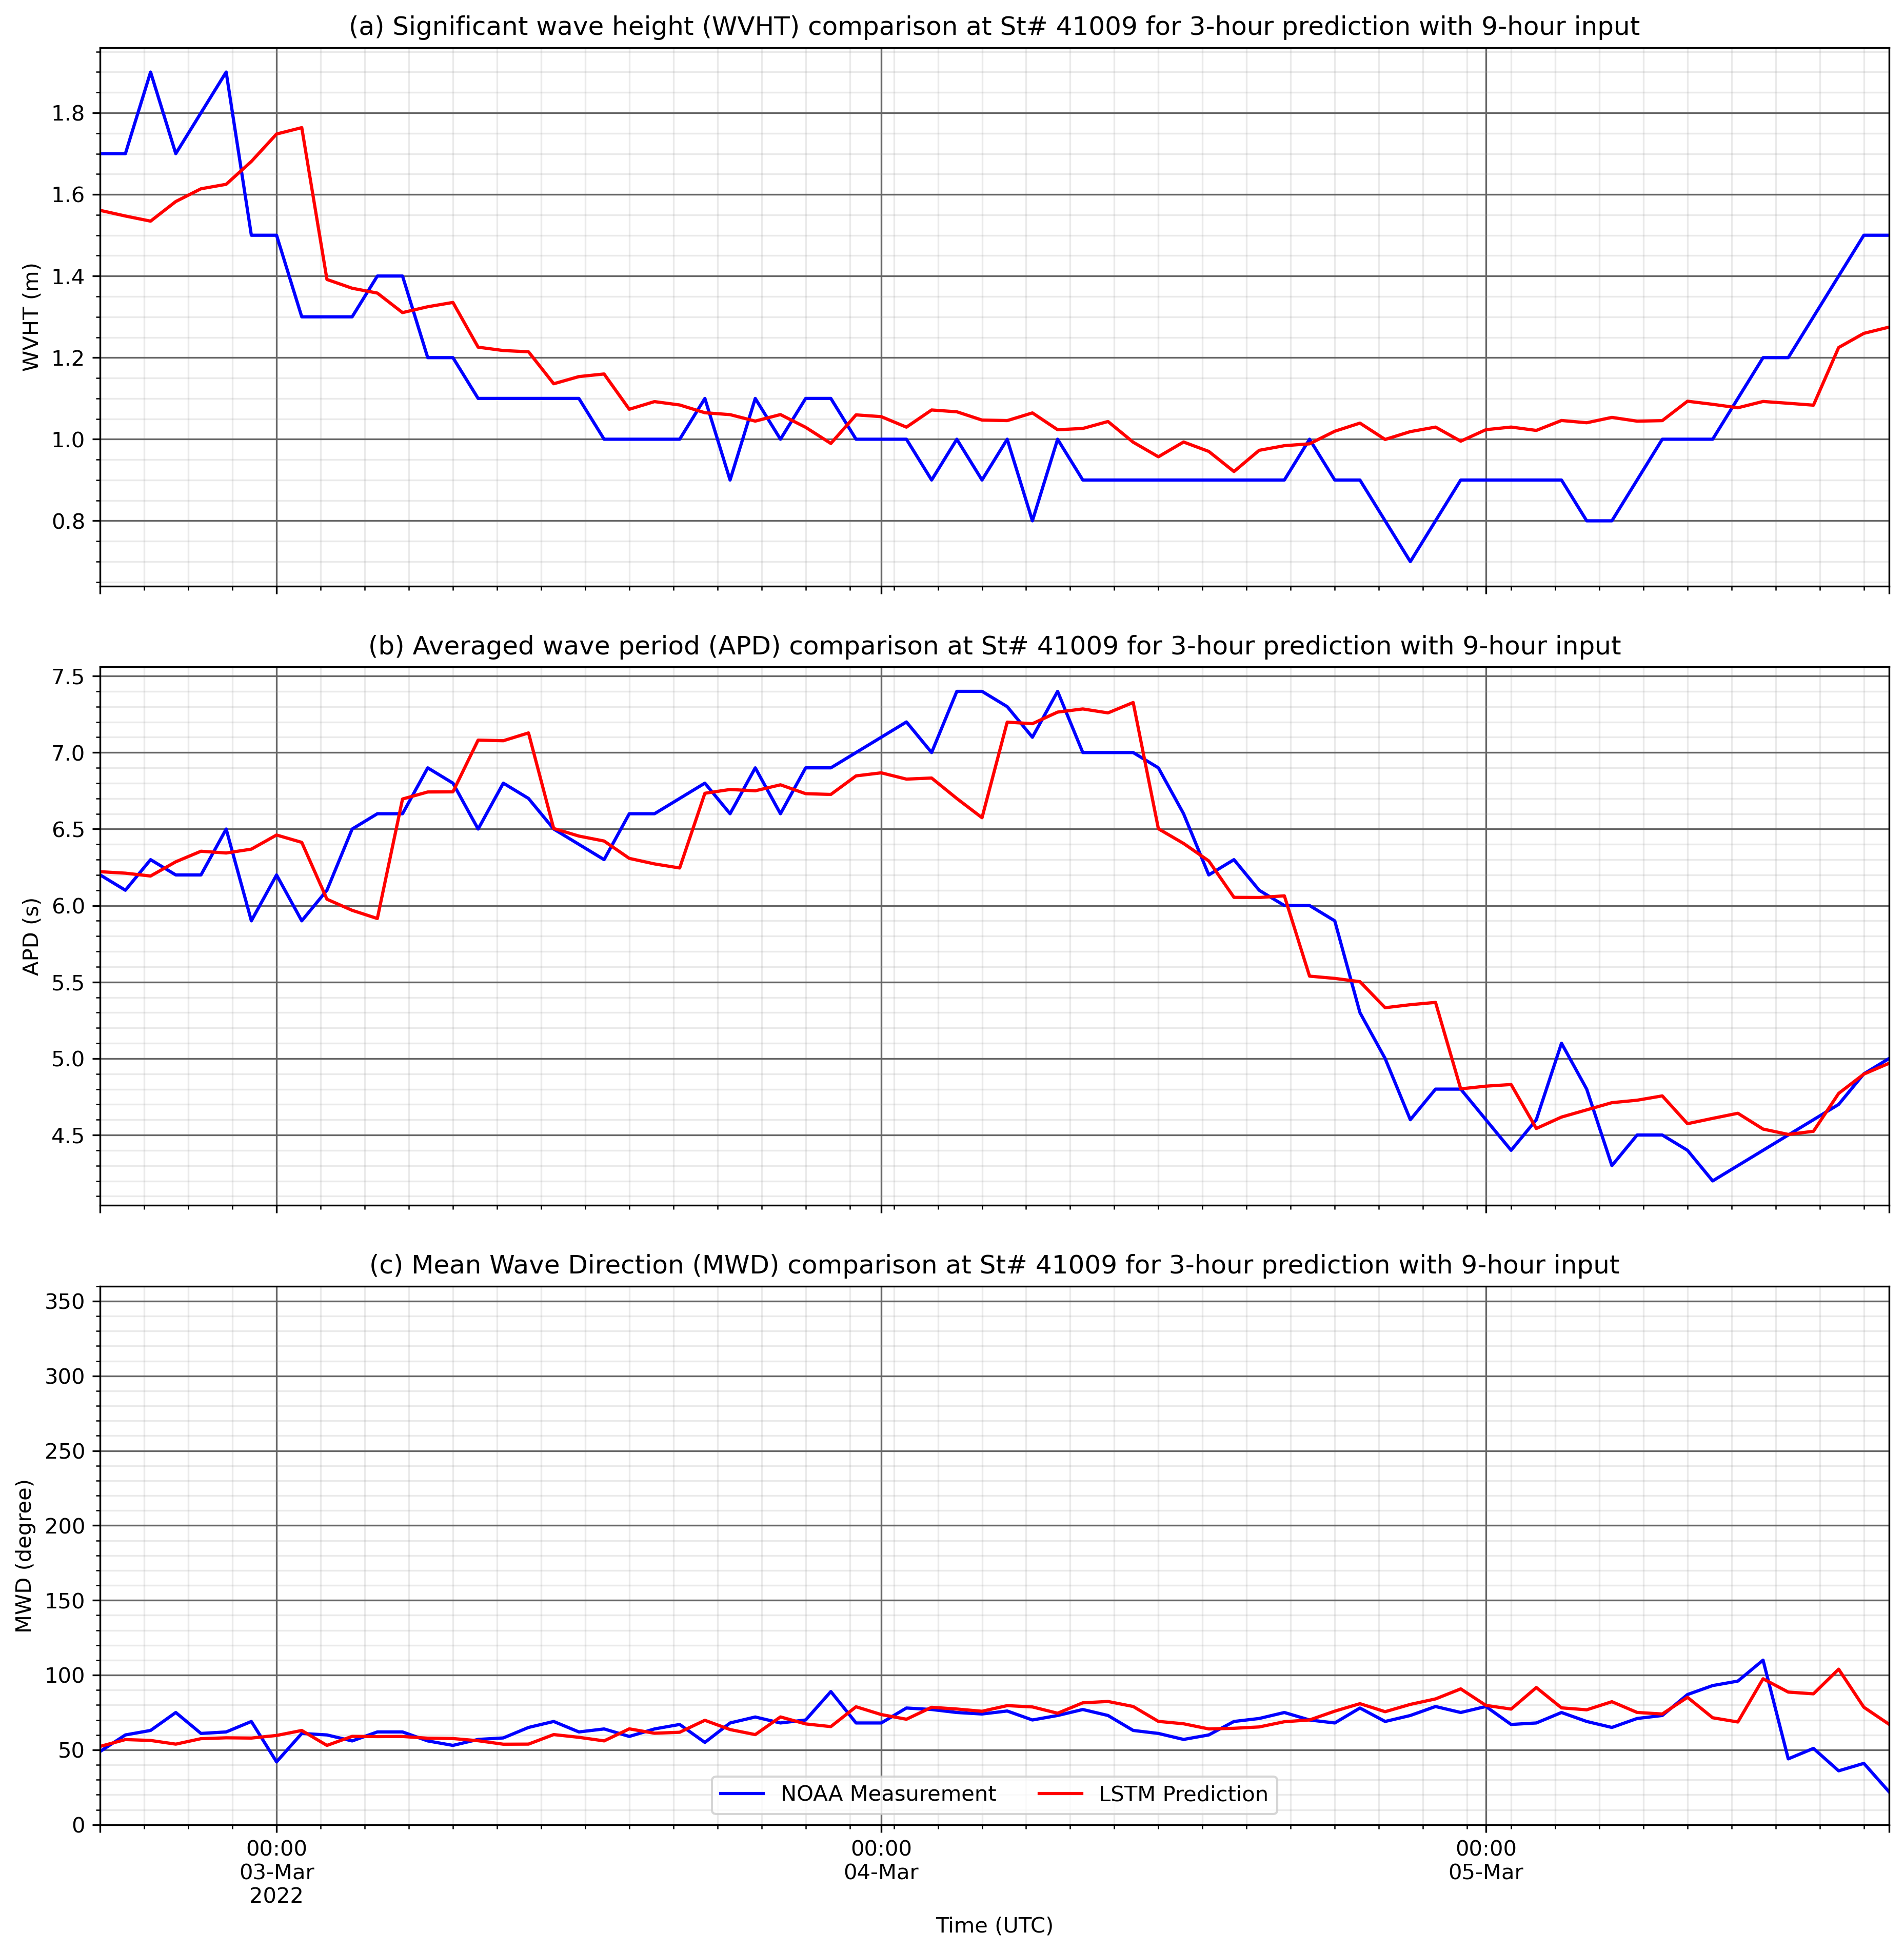 (a) Significant wave height (WVHT) comparison at St# 41009 for 3-hour prediction with 9-hour input
WVHT (m)
1.8
1.6
1.4
1.2
1.0
0.8
(b) Averaged wave period (APD) comparison at St# 41009 for 3-hour prediction with 9-hour input
APD (s)
7.5
7.0
6.5
6.0
5.5
5.0
4.5
(c) Mean Wave Direction (MWD) comparison at St# 41009 for 3-hour prediction with 9-hour input
MWD (degree)
350
300
250
200
150
100
50
0
NOAA Measurement LSTM Prediction
00:00 00:00 00:00
03-Mar 04-Mar 05-Mar
2022
Time (UTC)